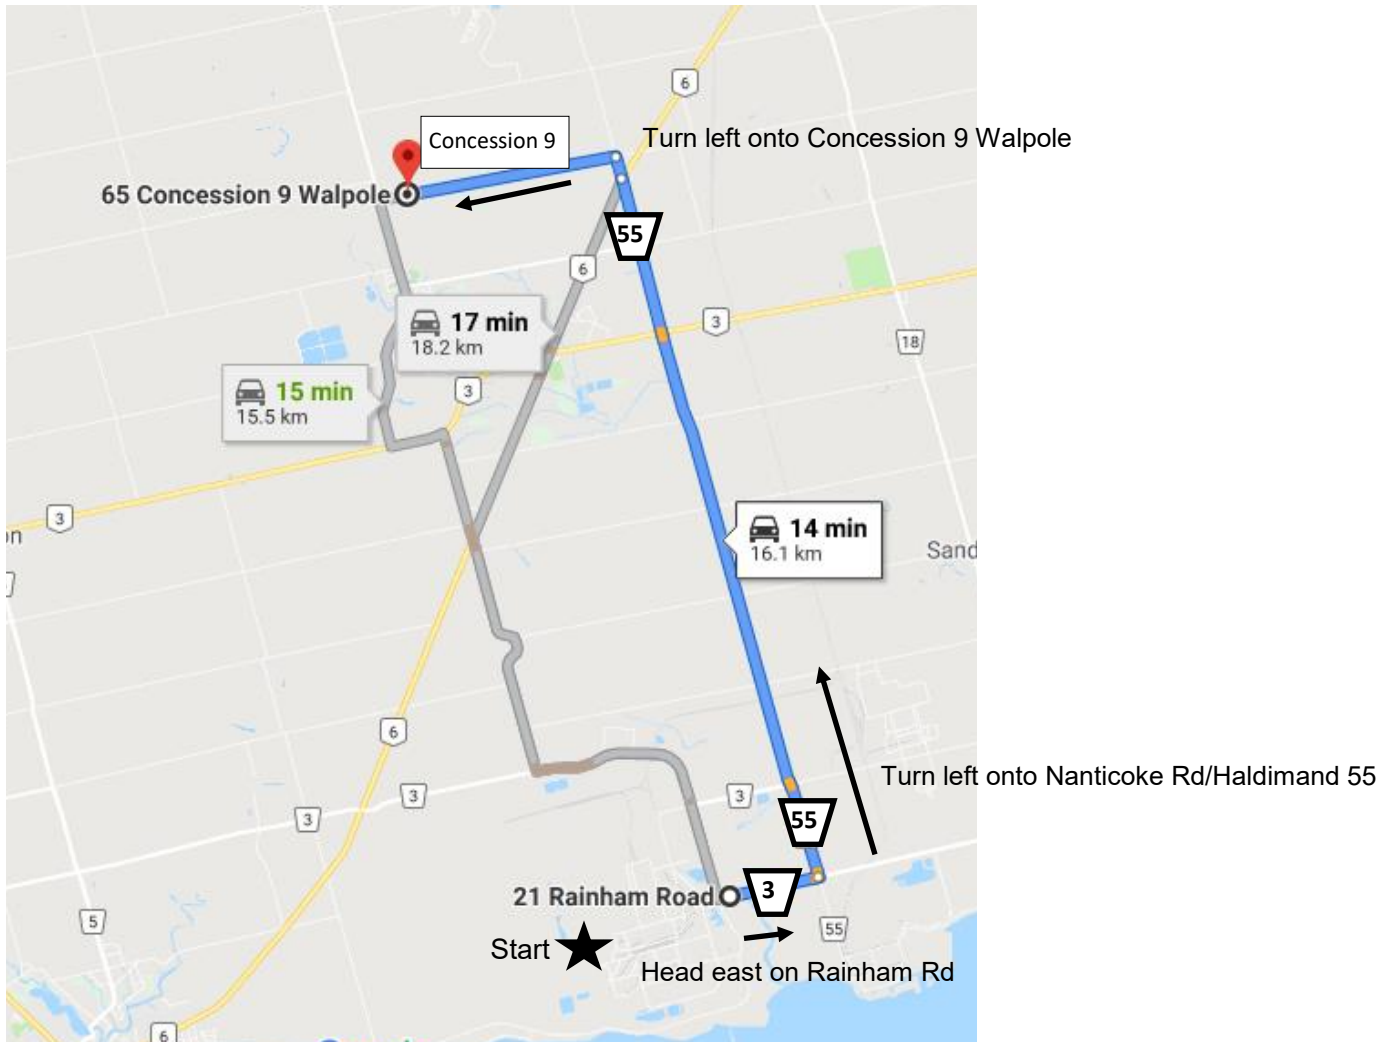 6
Concession 9
Turn left onto Concession 9 Walpole
65 Concession 9 Walpole
55
6
17 min
18.2 km
3
18
15 min
15.5 km
3
3
14 min
16.1 km
Sand
6
Turn left onto Nanticoke Rd/Haldimand 55
3
3
3
55
21 Rainham Road
3
5
55
Start
Head east on Rainham Rd
6